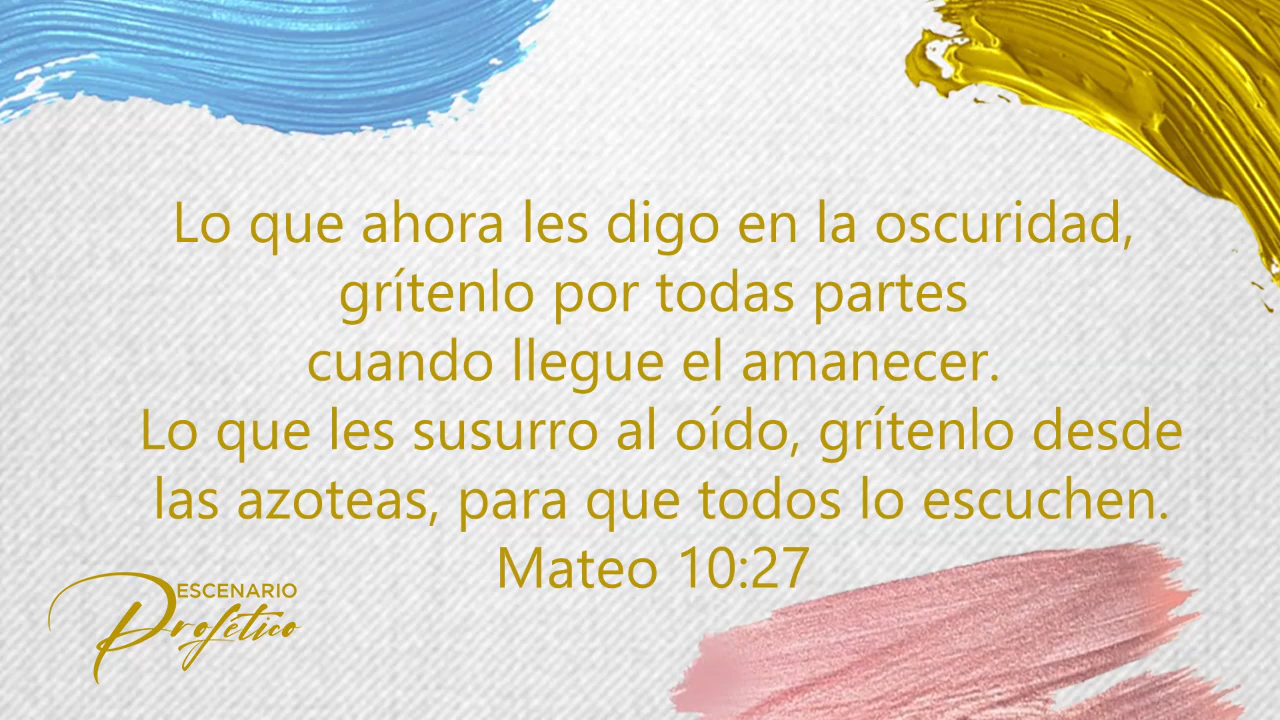 Lo que ahora les digo en la oscuridad,
grítenlo por todas partes
cuando llegue el amanecer.
Lo que les susurro al oído, grítenlo desde
las azoteas, para que todos lo escuchen.
Mateo 10:27
ESCENARIO
Profético